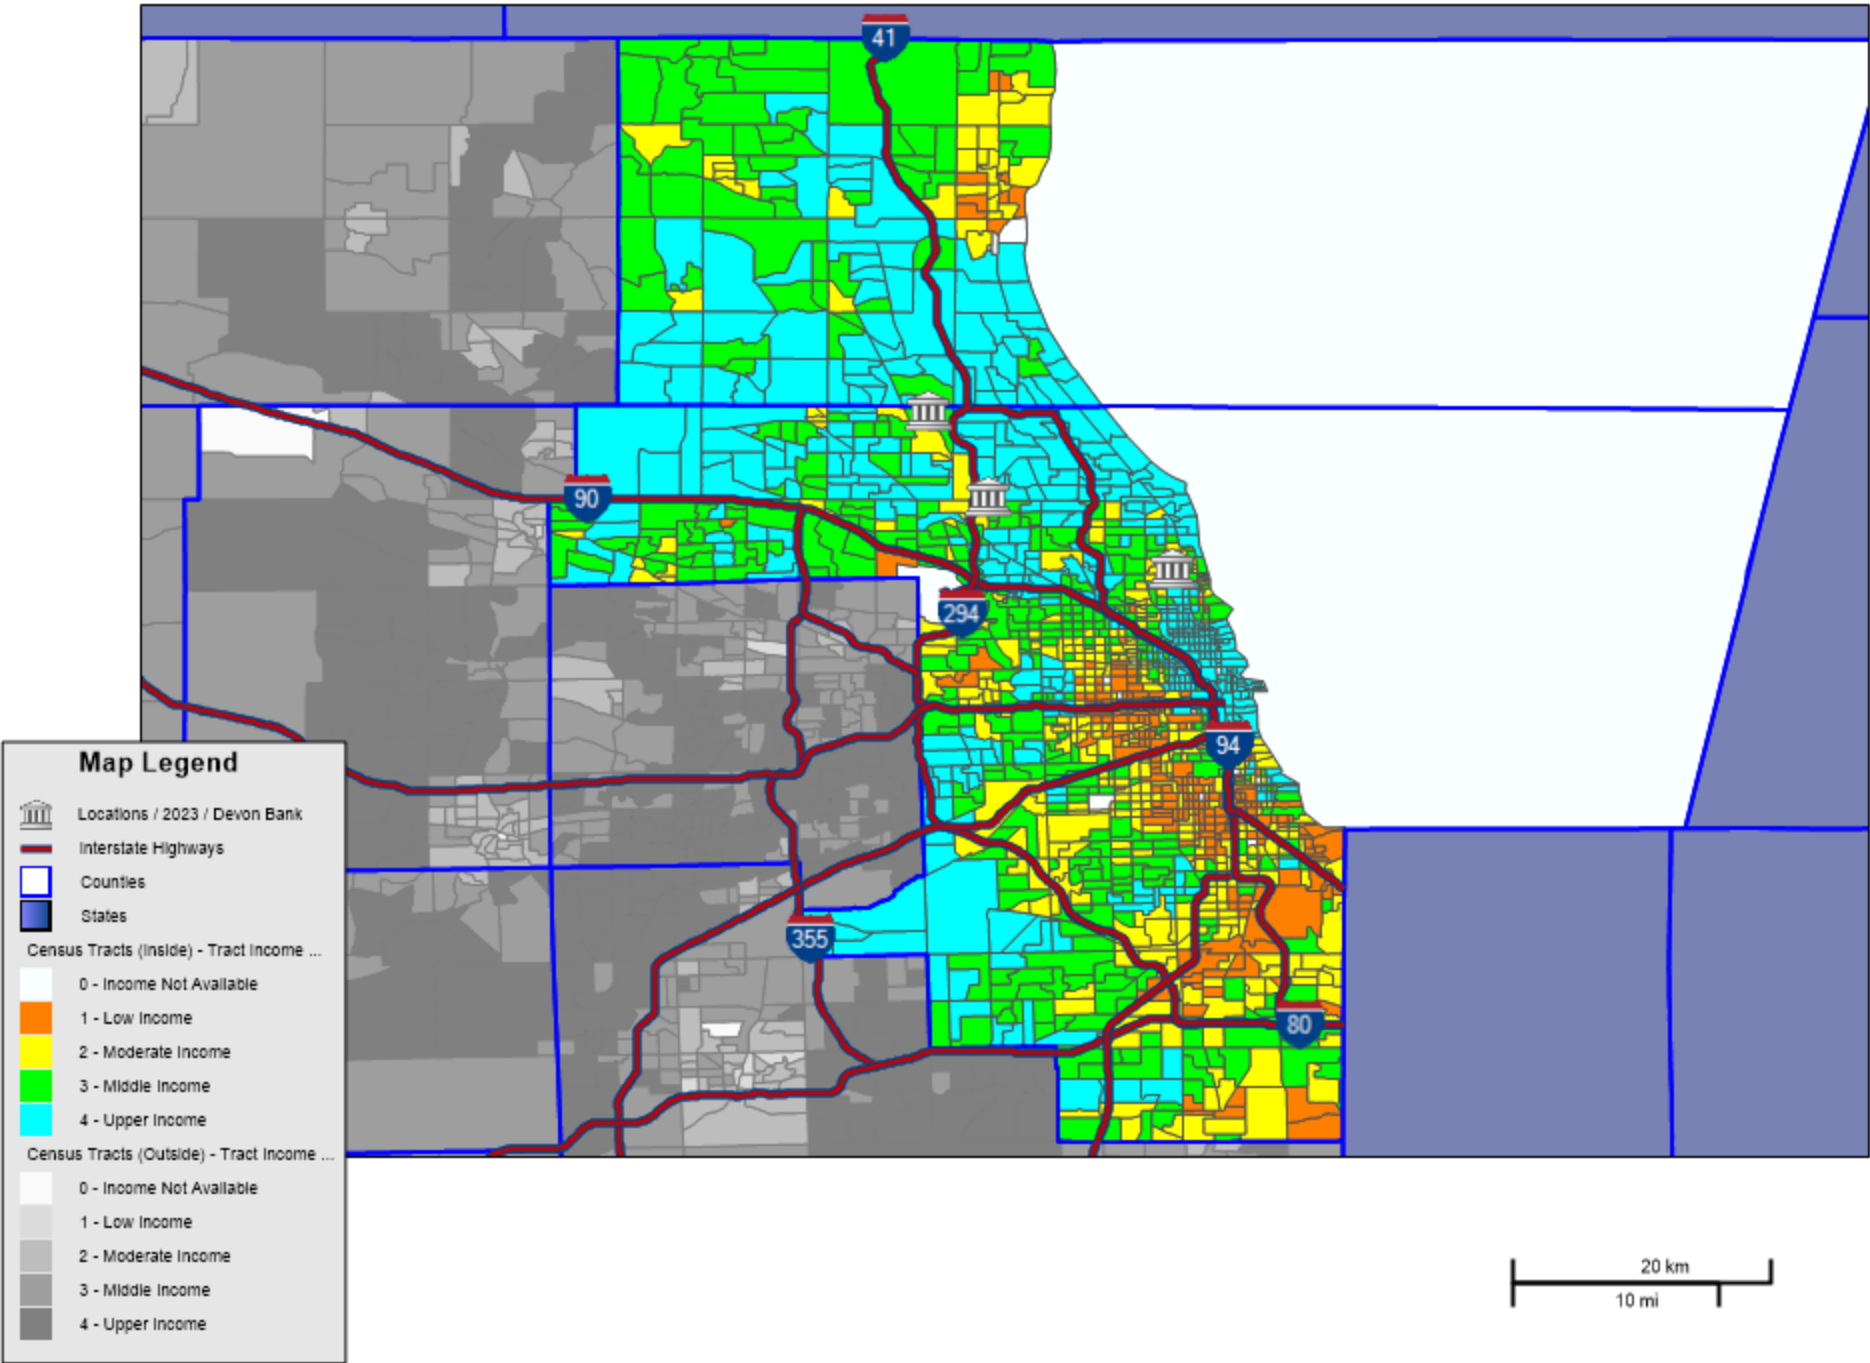 41
90
294
94
355
80
Map Legend
Locations / 2023 / Devon Bank
Interstate Highways
Counties
States
Census Tracts (Inside) - Tract Income ...
0 - Income Not Available
1 - Low Income
2 - Moderate Income
3 - Middle Income
4 - Upper Income
Census Tracts (Outside) - Tract Income ...
0 - Income Not Available
1 - Low Income
2 - Moderate Income
3 - Middle Income
4 - Upper Income
20 km
10 mi